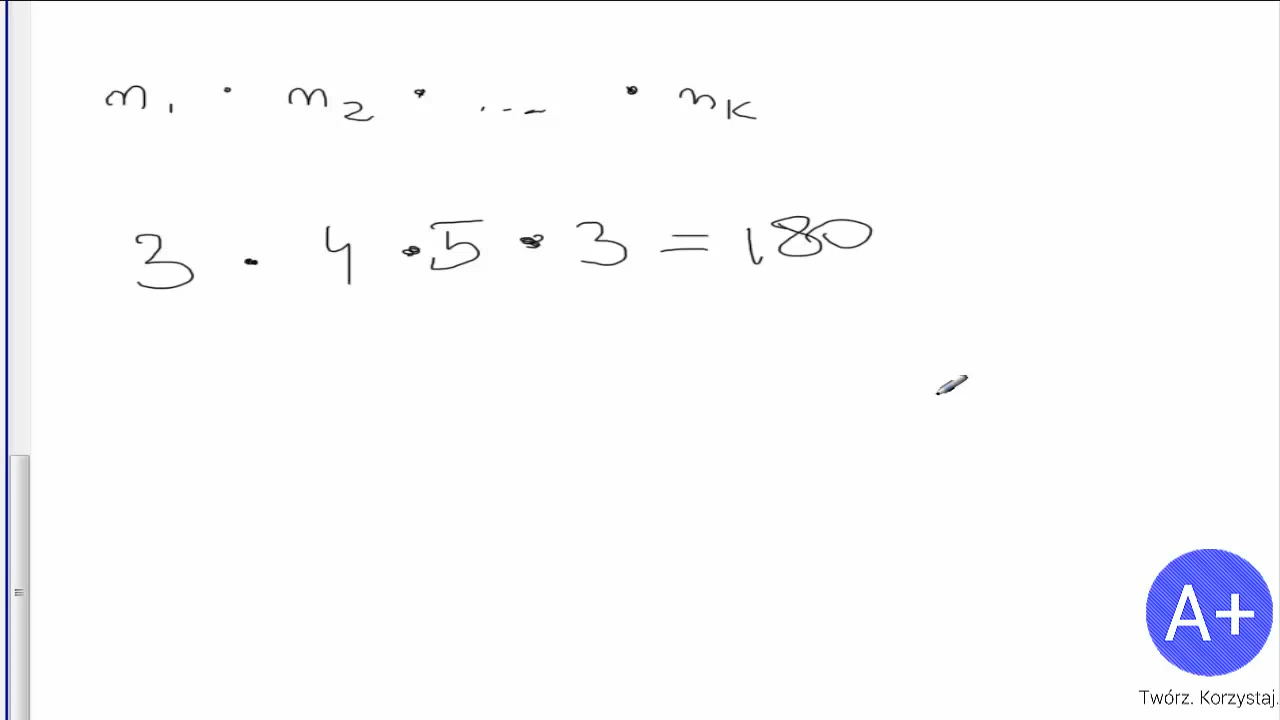 n₁ · n₂ · ... · nₖ
3 · 4 · 5 · 3 = 180
A+
Twórz. Korzystaj.